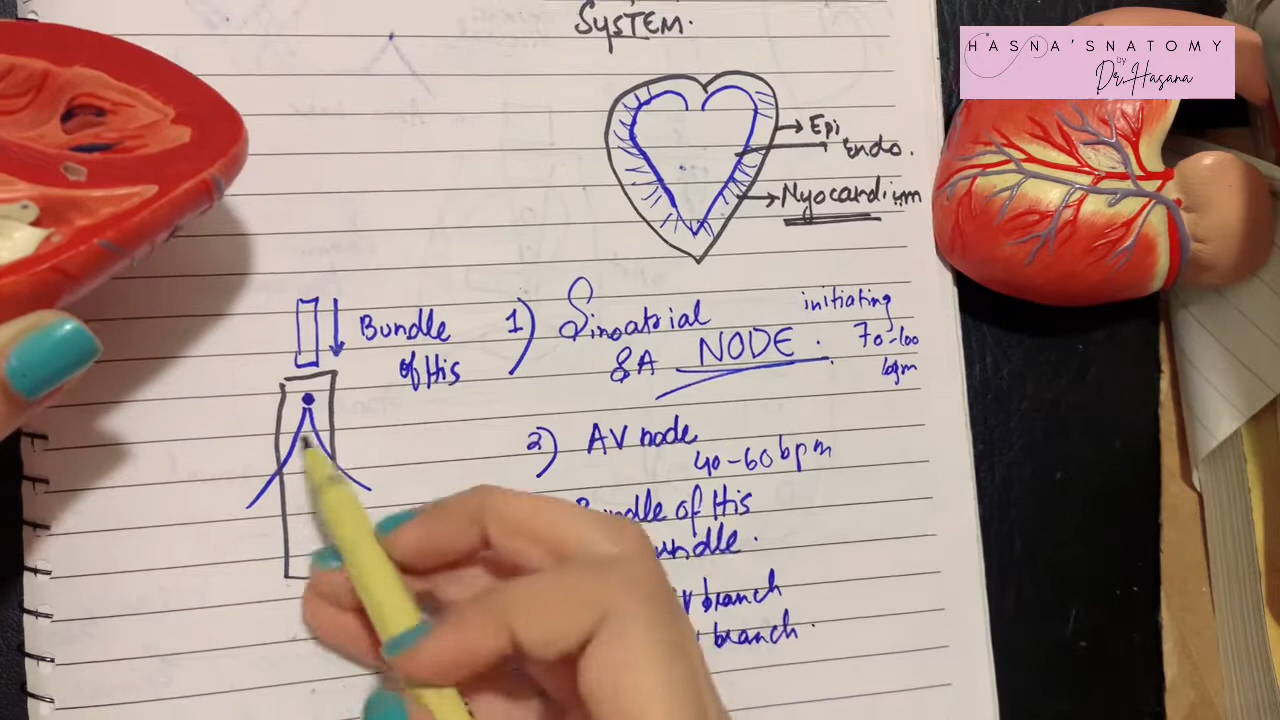 SYSTEM.
HASNA'SNATOMY
by
Dr. Hasana
Epi
Endo.
Myocardium
Bundle
of His
1) Sinoatrial
SA NODE.
initiating
70-100
bpm
2) AV node
40-60 bpm
Bundle of His
bundle.
branch
branch.